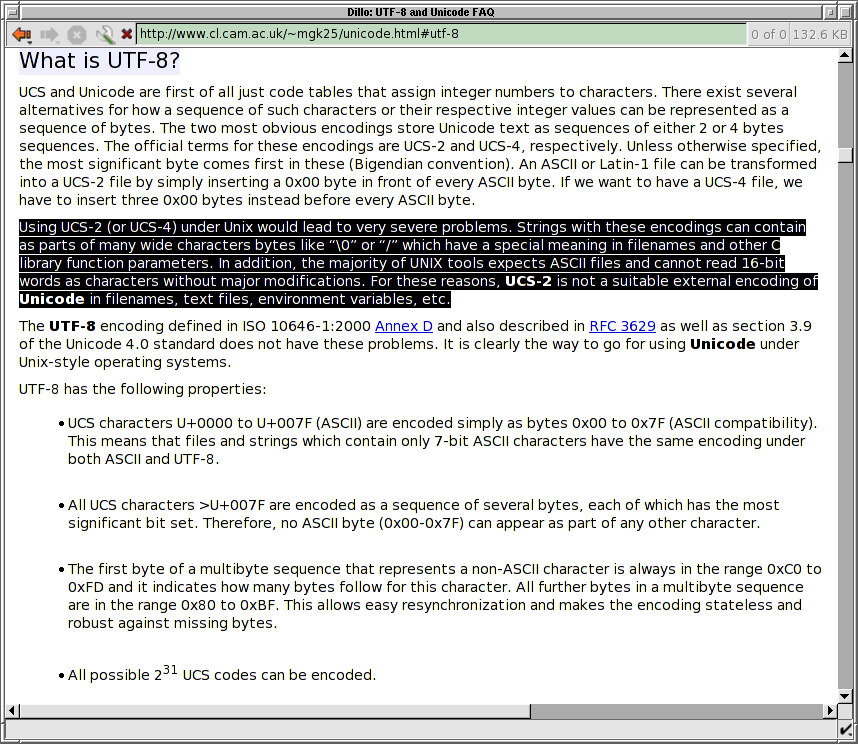 Dillo: UTF-8 and Unicode FAQ
http://www.cl.cam.ac.uk/~mgk25/unicode.html#utf-8
0 of 0
132.6 KB
What is UTF-8?
UCS and Unicode are first of all just code tables that assign integer numbers to characters. There exist several
alternatives for how a sequence of such characters or their respective integer values can be represented as a
sequence of bytes. The two most obvious encodings store Unicode text as sequences of either 2 or 4 bytes
sequences. The official terms for these encodings are UCS-2 and UCS-4, respectively. Unless otherwise specified,
the most significant byte comes first in these (Bigendian convention). An ASCII or Latin-1 file can be transformed
into a UCS-2 file by simply inserting a 0x00 byte in front of every ASCII byte. If we want to have a UCS-4 file, we
have to insert three 0x00 bytes instead before every ASCII byte.
Using UCS-2 (or UCS-4) under Unix would lead to very severe problems. Strings with these encodings can contain
as parts of many wide characters bytes like “\0” or “/” which have a special meaning in filenames and other C
library function parameters. In addition, the majority of UNIX tools expects ASCII files and cannot read 16-bit
words as characters without major modifications. For these reasons, UCS-2 is not a suitable external encoding of
Unicode in filenames, text files, environment variables, etc.
The UTF-8 encoding defined in ISO 10646-1:2000 Annex D and also described in RFC 3629 as well as section 3.9
of the Unicode 4.0 standard does not have these problems. It is clearly the way to go for using Unicode under
Unix-style operating systems.
UTF-8 has the following properties:
• UCS characters U+0000 to U+007F (ASCII) are encoded simply as bytes 0x00 to 0x7F (ASCII compatibility).
This means that files and strings which contain only 7-bit ASCII characters have the same encoding under
both ASCII and UTF-8.
• All UCS characters >U+007F are encoded as a sequence of several bytes, each of which has the most
significant bit set. Therefore, no ASCII byte (0x00-0x7F) can appear as part of any other character.
• The first byte of a multibyte sequence that represents a non-ASCII character is always in the range 0xC0 to
0xFD and it indicates how many bytes follow for this character. All further bytes in a multibyte sequence
are in the range 0x80 to 0xBF. This allows easy resynchronization and makes the encoding stateless and
robust against missing bytes.
• All possible 2³¹ UCS codes can be encoded.